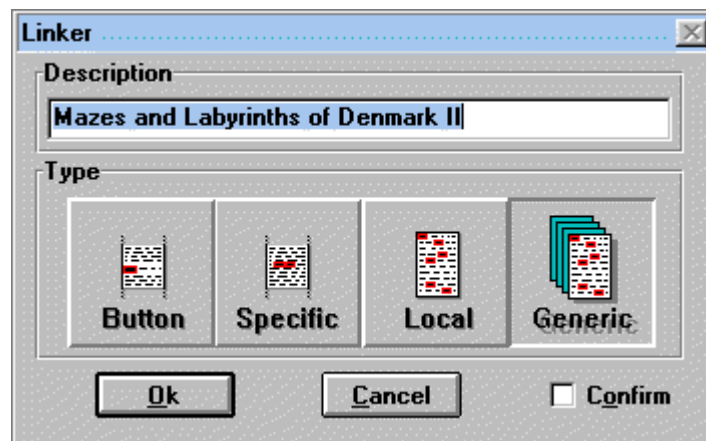 Linker
Description
Mazes and Labyrinths of Denmark II
Type
Button Specific Local Generic
Ok Cancel Confirm